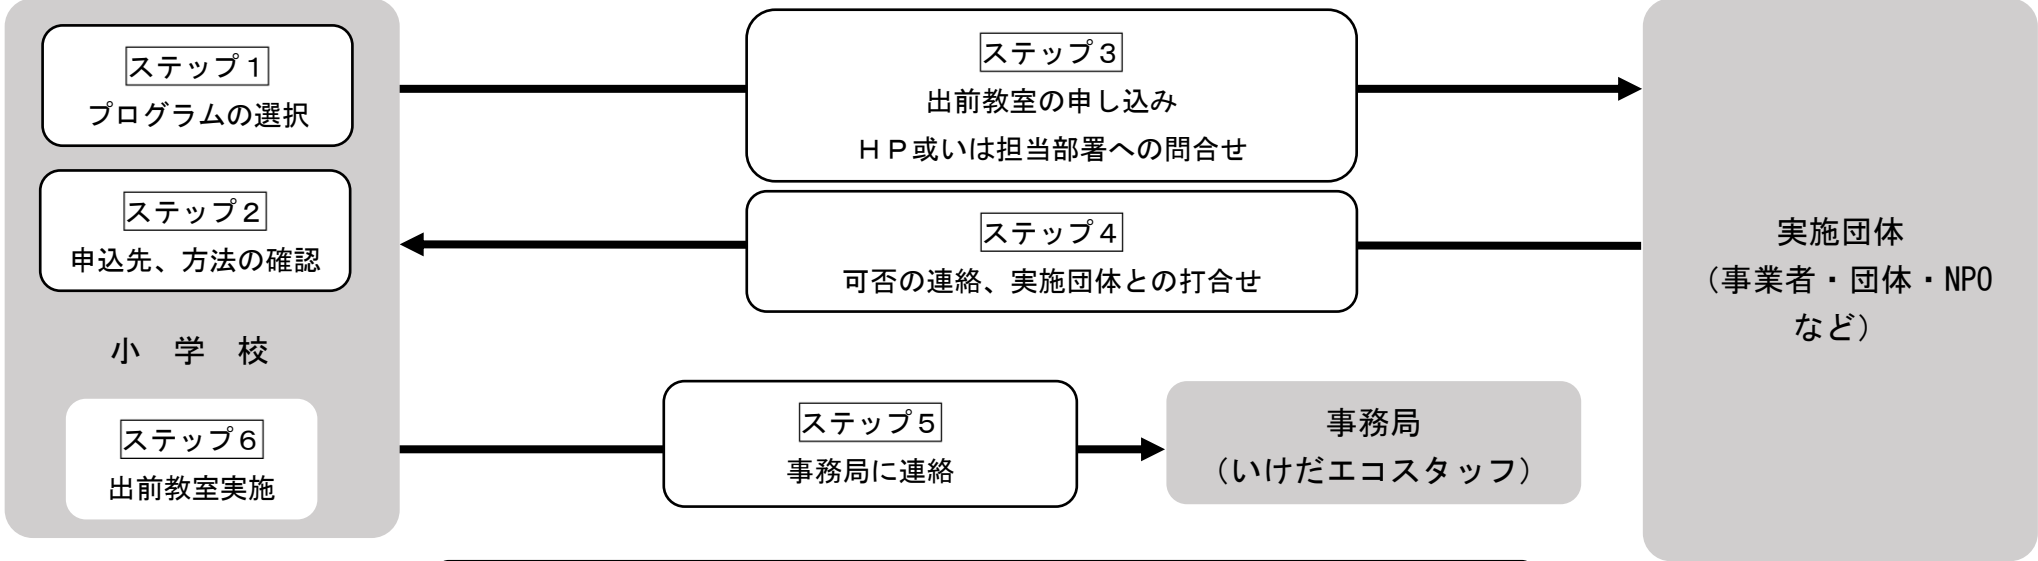 ステップ１
プログラムの選択
ステップ２
申込先、方法の確認
小　学　校
ステップ６
出前教室実施
ステップ３
出前教室の申し込み
ＨＰ或いは担当部署への問合せ
ステップ４
可否の連絡、実施団体との打合せ
ステップ５
事務局に連絡
事務局
（いけだエコスタッフ）
実施団体
（事業者・団体・NPO
など）